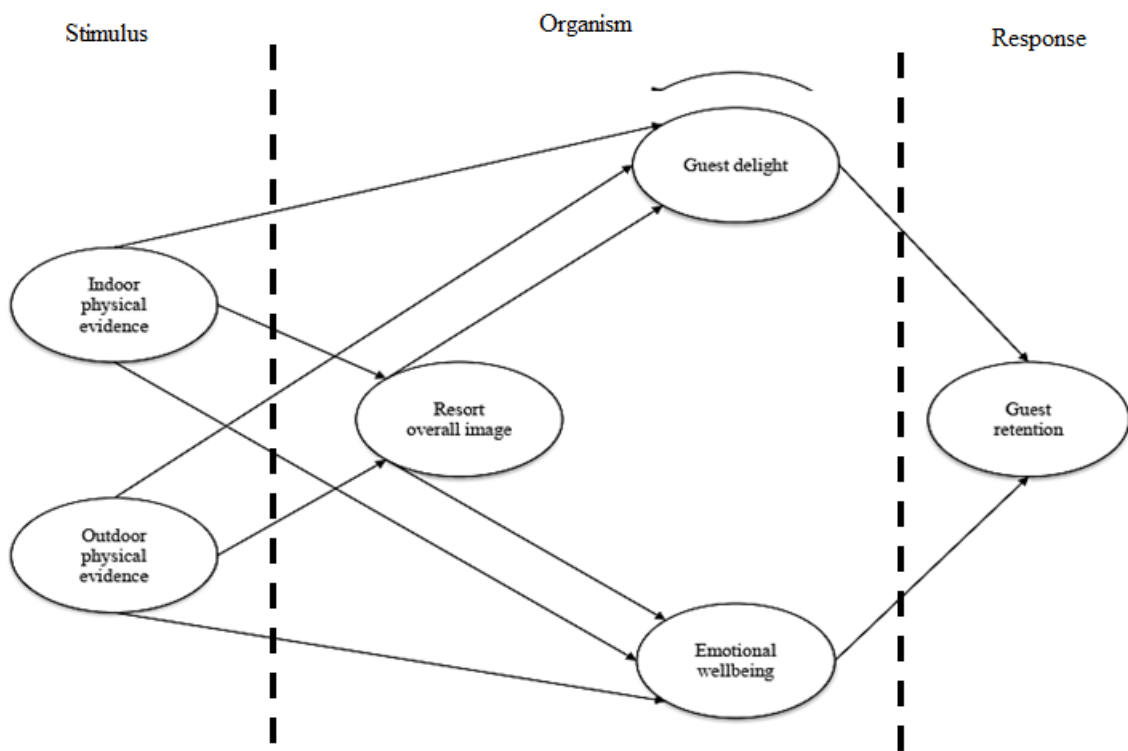 Stimulus
Organism
Response
Guest delight
Indoor
physical
evidence
Resort
overall image
Guest
retention
Outdoor
physical
evidence
Emotional
wellbeing